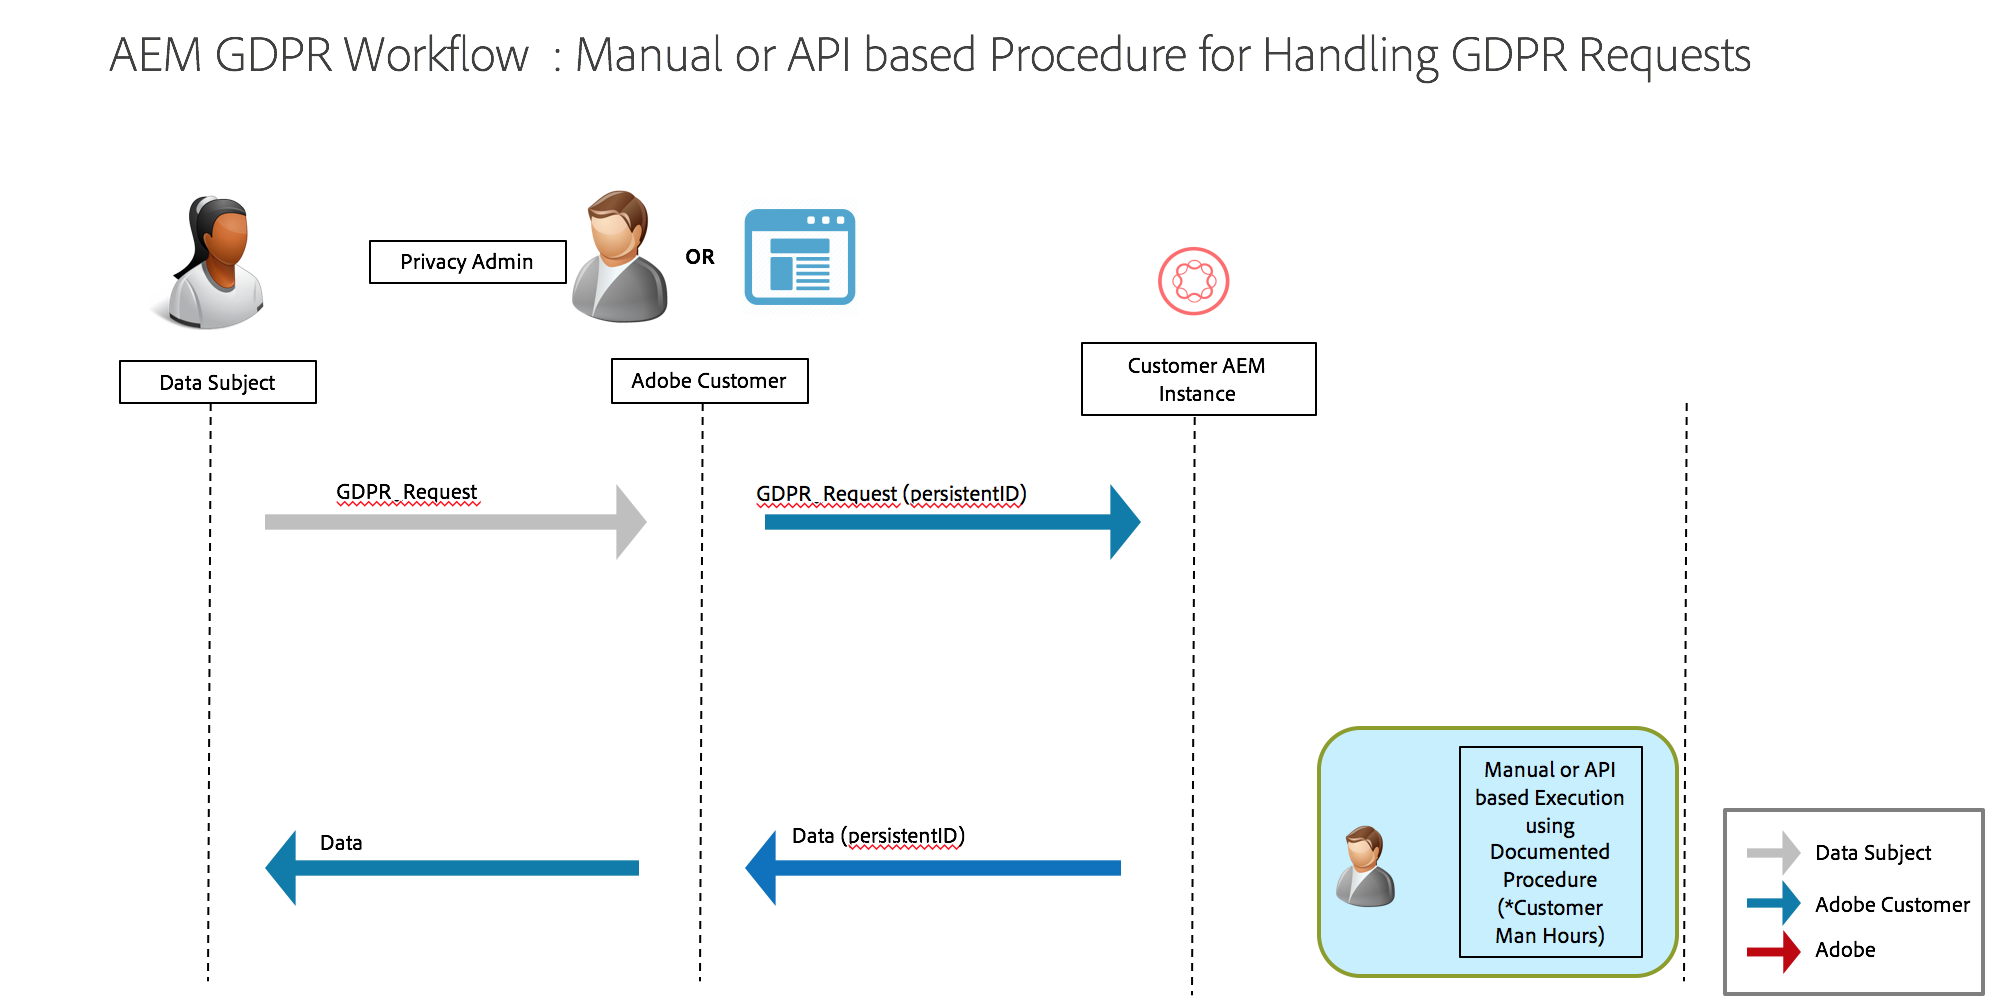 AEM GDPR Workflow : Manual or API based Procedure for Handling GDPR Requests
Privacy Admin
OR
Data Subject
Adobe Customer
Customer AEM
Instance
GDPR_Request
GDPR_Request (persistentID)
Data
Data (persistentID)
Manual or API
based Execution
using
Documented
Procedure
(*Customer
Man Hours)
Data Subject
Adobe Customer
Adobe